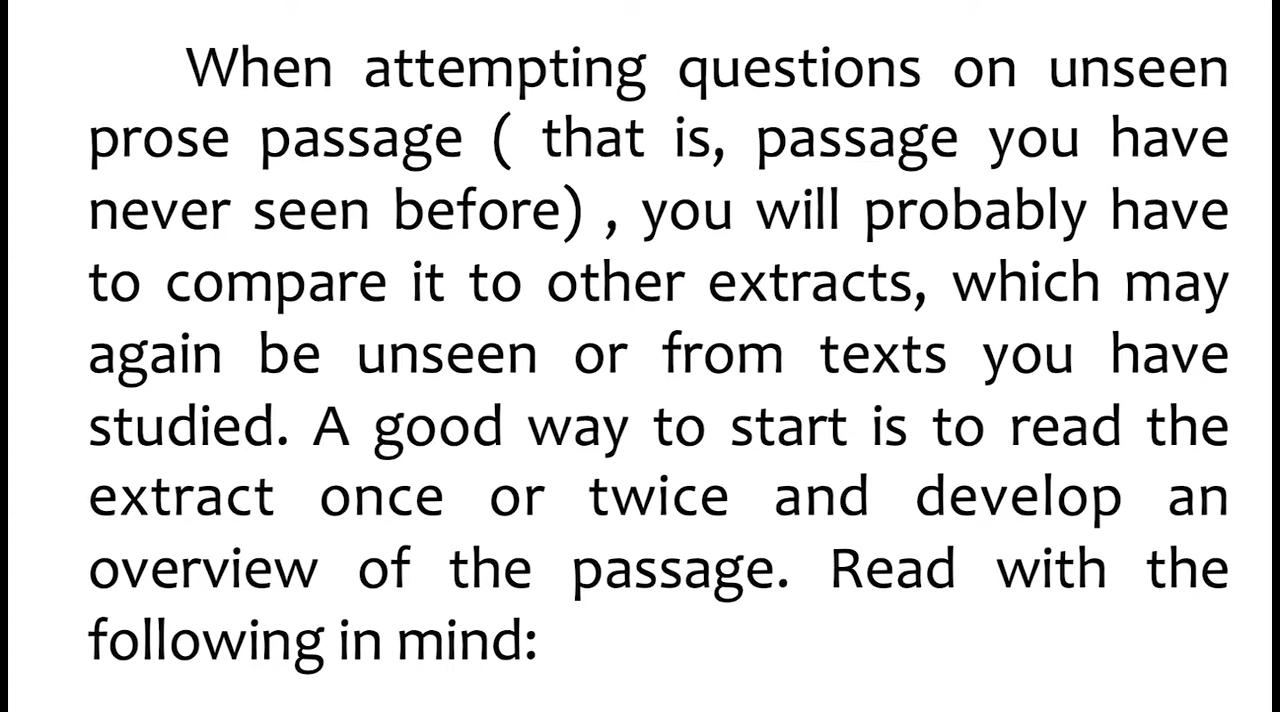 When attempting questions on unseen
prose passage ( that is, passage you have
never seen before) , you will probably have
to compare it to other extracts, which may
again be unseen or from texts you have
studied. A good way to start is to read the
extract once or twice and develop an
overview of the passage. Read with the
following in mind: